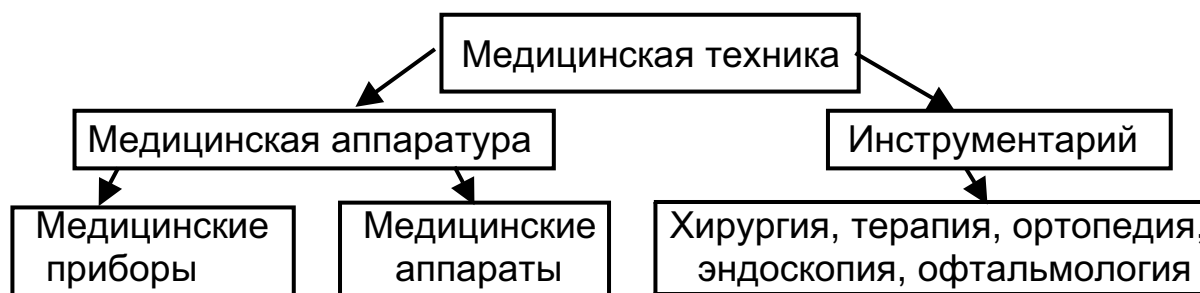 Медицинская техника
Медицинская аппаратура
Инструментарий
Медицинские
приборы
Медицинские
аппараты
Хирургия, терапия, ортопедия,
эндоскопия, офтальмология